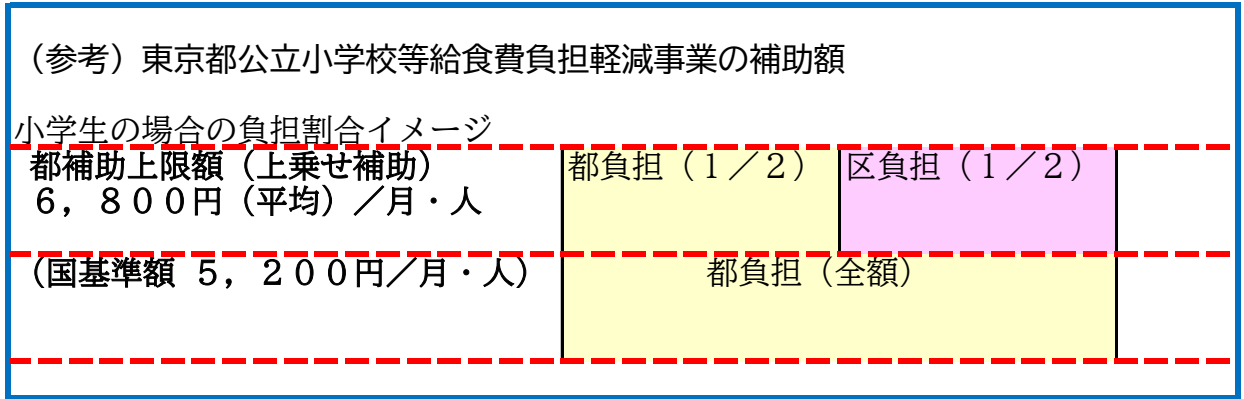 （参考）東京都公立小学校等給食費負担軽減事業の補助額
小学生の場合の負担割合イメージ
都補助上限額（上乗せ補助）
６，８００円（平均）／月・人
都負担（１／２）
区負担（１／２）
（国基準額 ５，２００円／月・人）
都負担（全額）